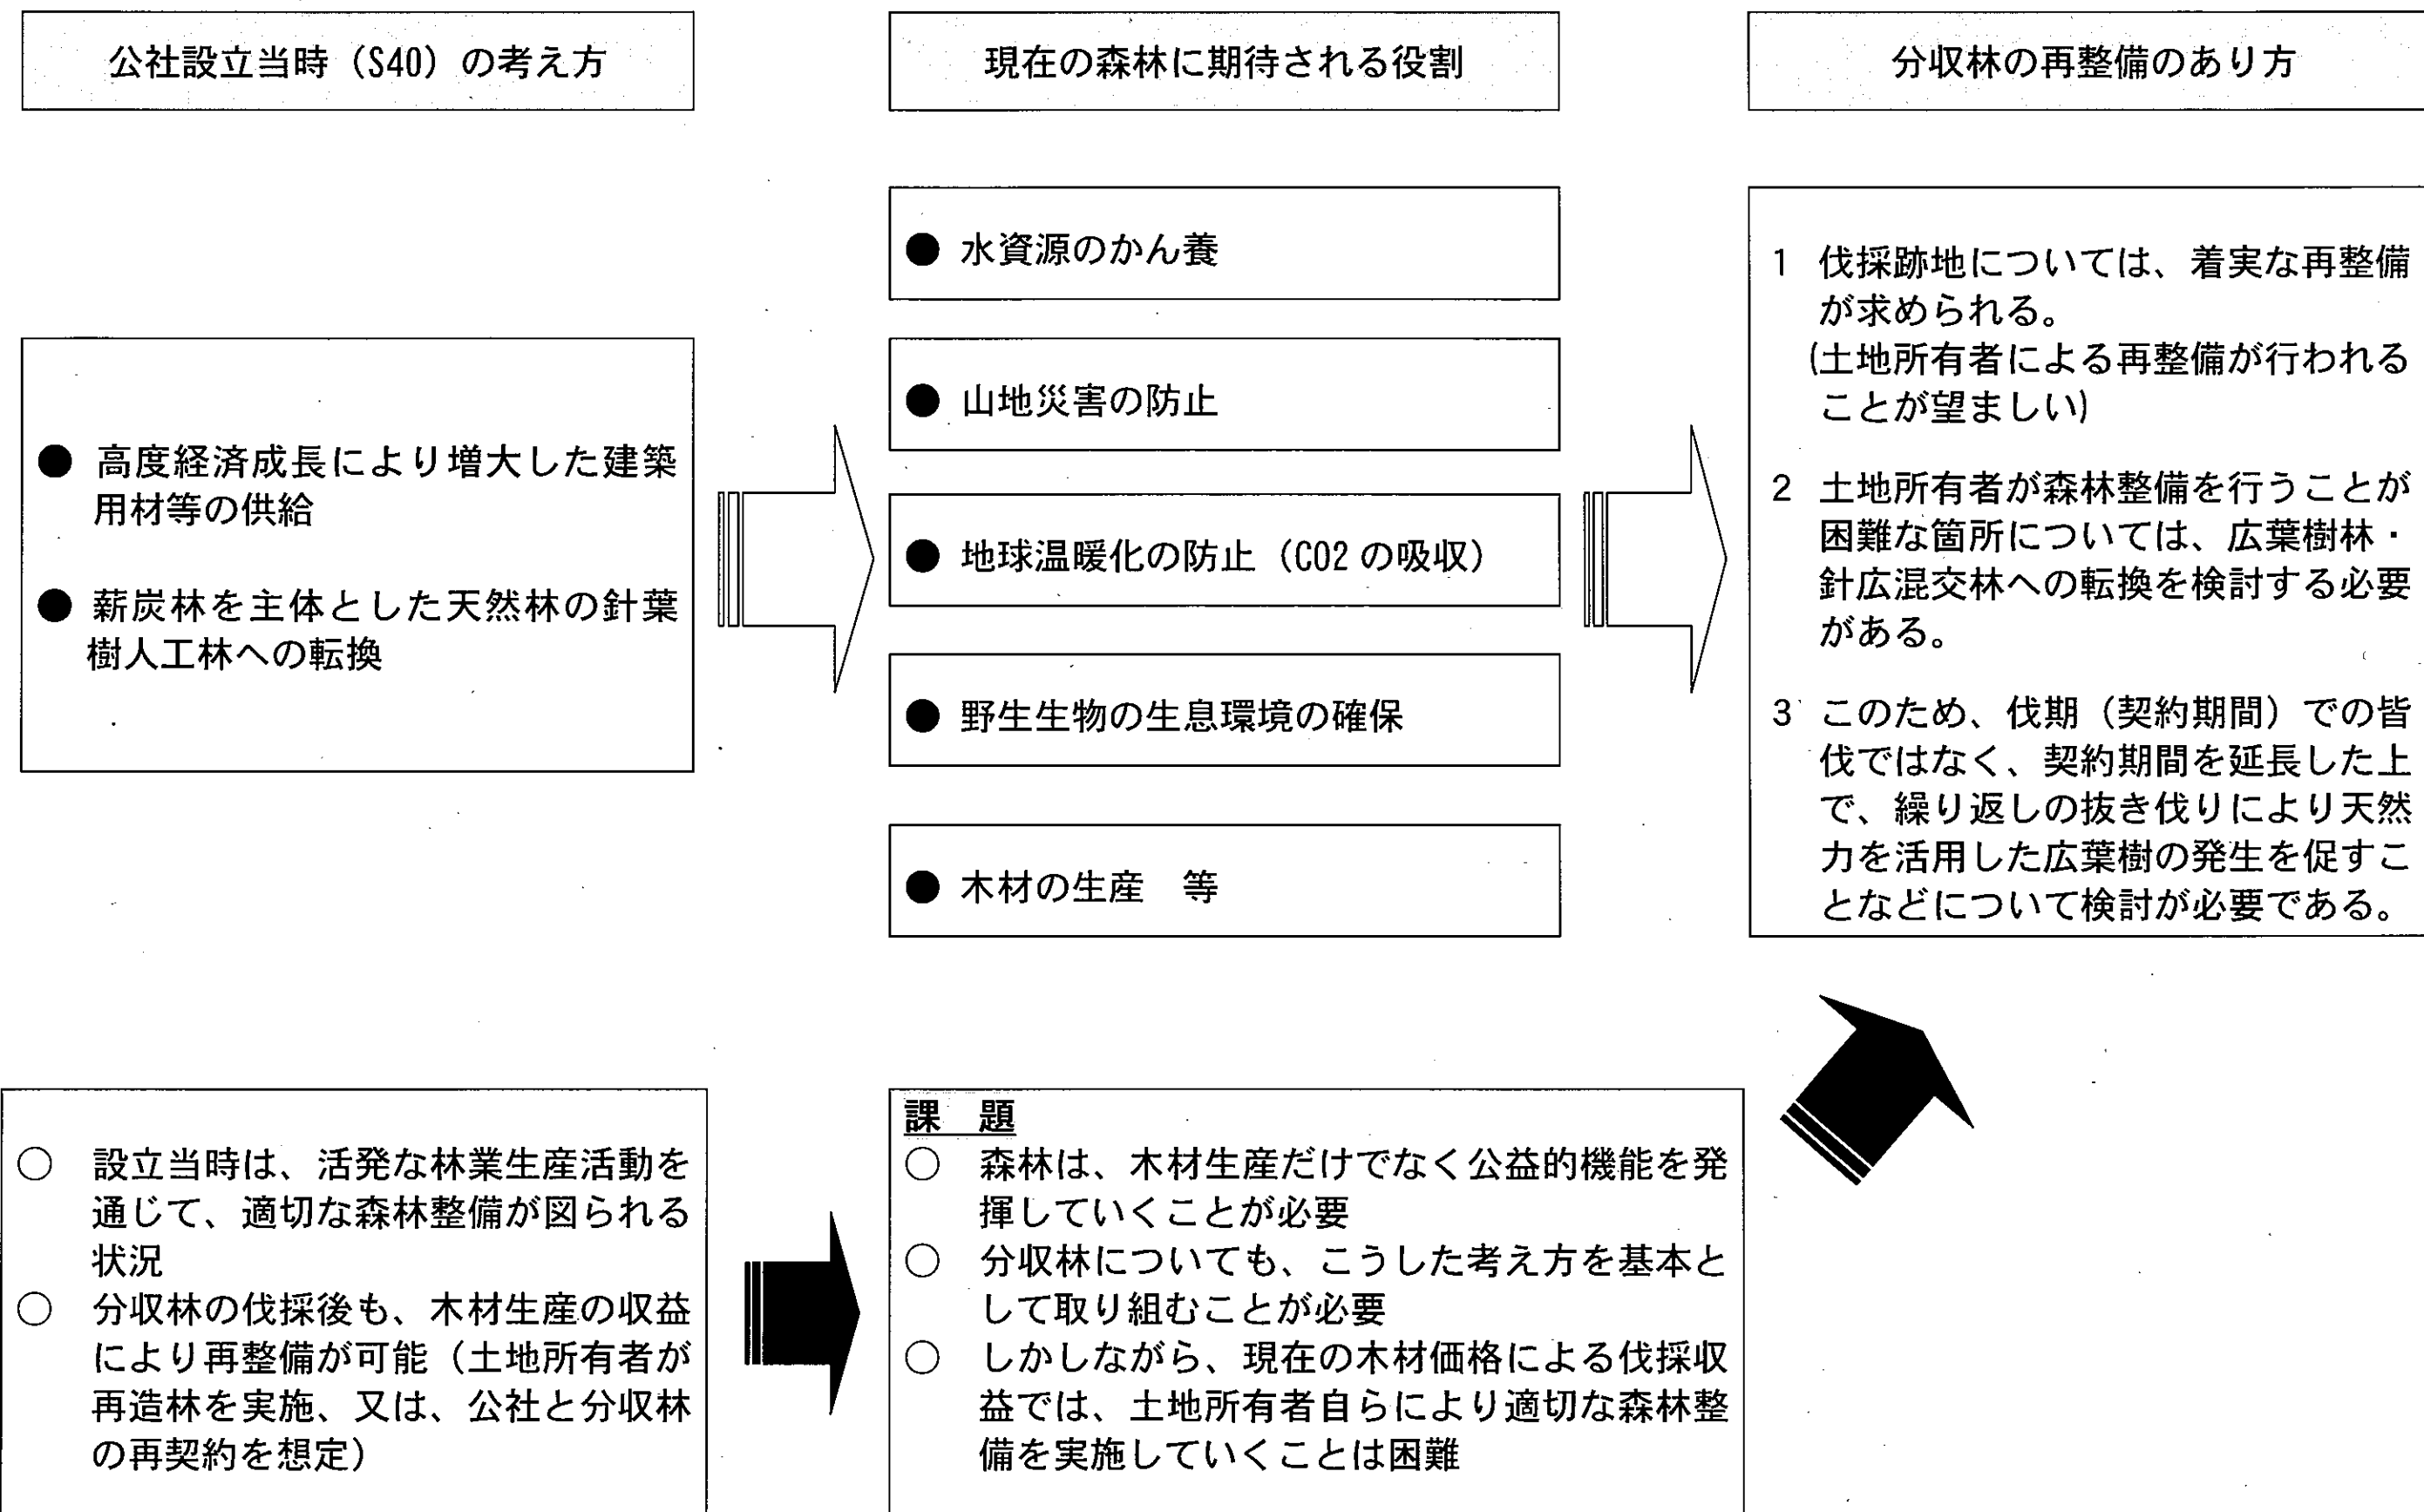 公社設立当時（S40）の考え方
● 高度経済成長により増大した建築
用材等の供給
● 薪炭林を主体とした天然林の針葉
樹人工林への転換
現在の森林に期待される役割
● 水資源のかん養
● 山地災害の防止
● 地球温暖化の防止（CO2 の吸収）
● 野生生物の生息環境の確保
● 木材の生産　等
分収林の再整備のあり方
1 伐採跡地については、着実な再整備
が求められる。
(土地所有者による再整備が行われる
ことが望ましい)
2 土地所有者が森林整備を行うことが
困難な箇所については、広葉樹林・
針広混交林への転換を検討する必要
がある。
3 このため、伐期（契約期間）での皆
伐ではなく、契約期間を延長した上
で、繰り返しの抜き伐りにより天然
力を活用した広葉樹の発生を促すこ
となどについて検討が必要である。
○ 設立当時は、活発な林業生産活動を
通じて、適切な森林整備が図られる
状況
○ 分収林の伐採後も、木材生産の収益
により再整備が可能（土地所有者が
再造林を実施、又は、公社と分収林
の再契約を想定）
課　題
○ 森林は、木材生産だけでなく公益的機能を発
揮していくことが必要
○ 分収林についても、こうした考え方を基本と
して取り組むことが必要
○ しかしながら、現在の木材価格による伐採収
益では、土地所有者自らにより適切な森林整
備を実施していくことは困難